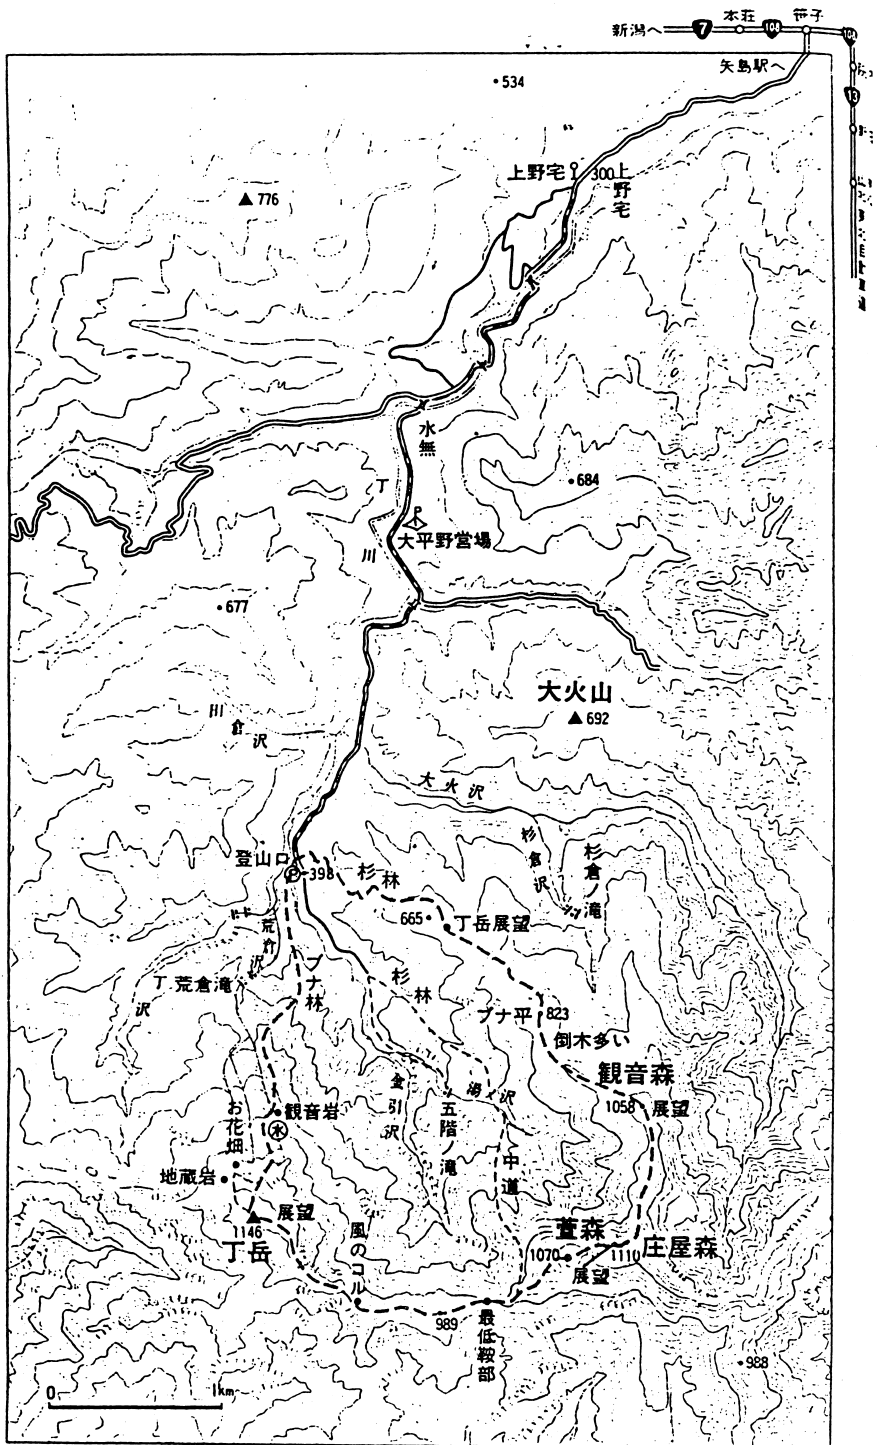 本荘
笹子
新潟へ
7
108
108
矢島駅へ
13
534
上野宅
300
上野宅
776
水無
684
丁川
大平野営場
677
大火山
692
川倉沢
大火沢
杉倉沢
杉倉ノ滝
登山口
P
398
杉林
665
丁岳展望
荒倉沢
丁沢
荒倉滝
ブナ林
杉林
ブナ平
823
倒木多い
観音森
1058
展望
金引沢
湯沢
五階ノ滝
お花畑
観音岩
水
中道
地蔵岩
展望
1146
丁岳
風のコル
萱森
1070
展望
1110
庄屋森
989
最低鞍部
988
0
1km